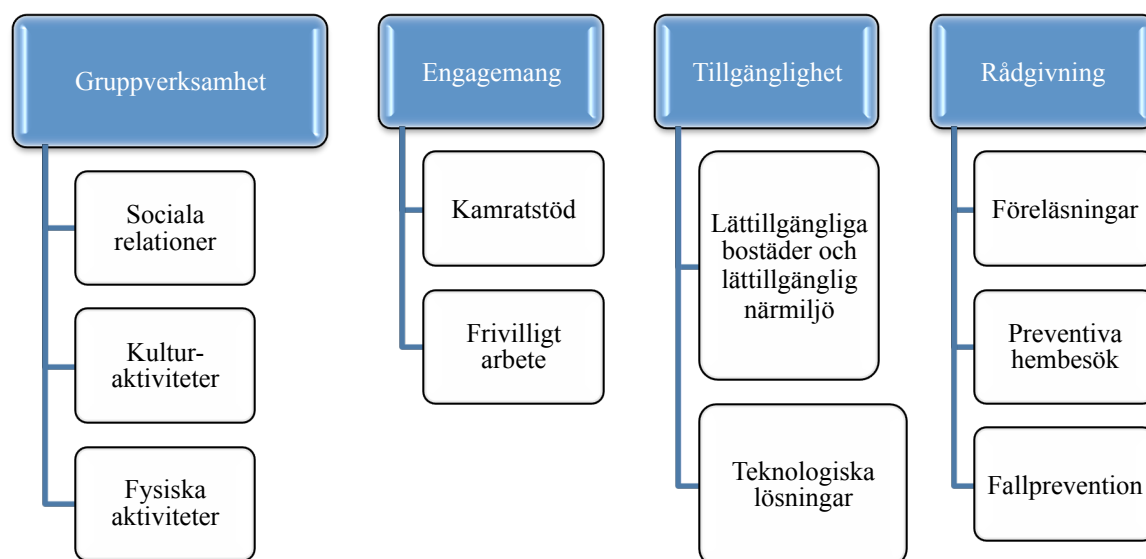 Gruppverksamhet
Sociala
relationer
Kultur-
aktiviteter
Fysiska
aktiviteter
Engagemang
Kamratstöd
Frivilligt
arbete
Tillgänglighet
Lättillgängliga
bostäder och
lättillgänglig
närmiljö
Teknologiska
lösningar
Rådgivning
Föreläsningar
Preventiva
hembesök
Fallprevention